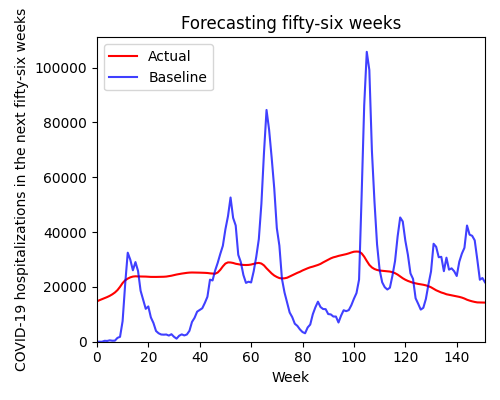 Forecasting fifty-six weeks
COVID-19 hospitalizations in the next fifty-six weeks
Actual
Baseline
100000
80000
60000
40000
20000
0
0 20 40 60 80 100 120 140
Week